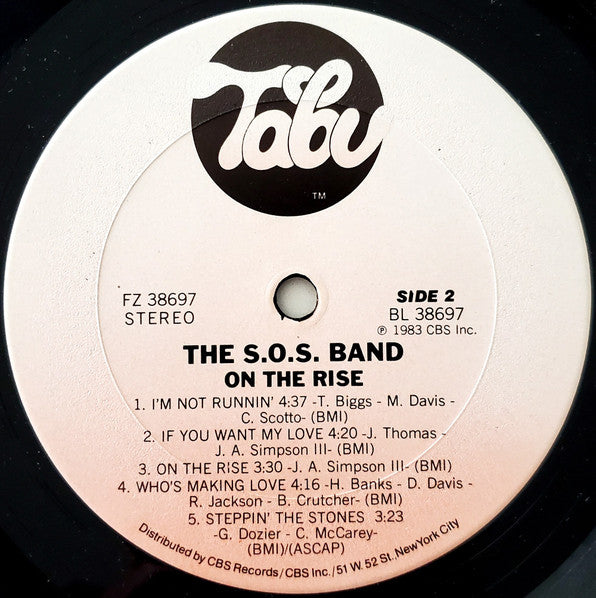 Tabu
TM
FZ 38697
STEREO
SIDE 2
BL 38697
℗ 1983 CBS Inc.
THE S.O.S. BAND
ON THE RISE
1. I'M NOT RUNNIN' 4:37 -T. Biggs - M. Davis -
C. Scotto- (BMI)
2. IF YOU WANT MY LOVE 4:20 -J. Thomas -
J. A. Simpson III- (BMI)
3. ON THE RISE 3:30 -J. A. Simpson III- (BMI)
4. WHO'S MAKING LOVE 4:16 -H. Banks - D. Davis -
R. Jackson - B. Crutcher- (BMI)
5. STEPPIN' THE STONES 3:23
-G. Dozier - C. McCarey-
(BMI)/(ASCAP)
Distributed by CBS Records/CBS Inc./51 W. 52 St., New York City